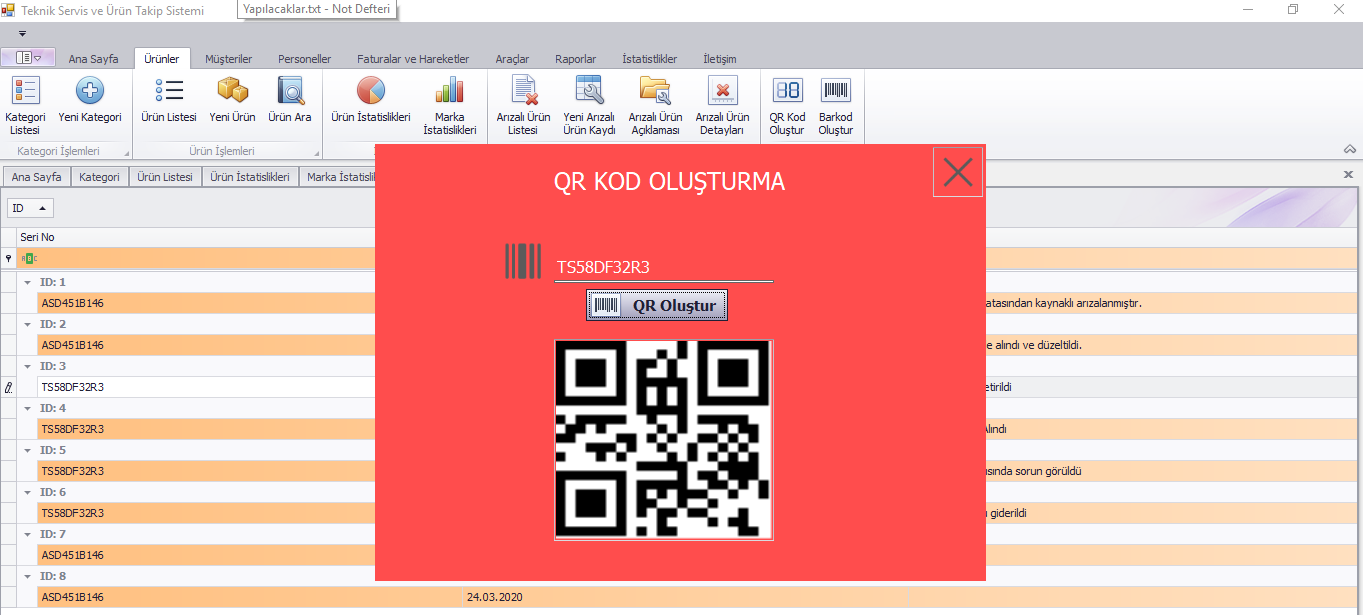 Teknik Servis ve Ürün Takip Sistemi
Yapılacaklar.txt - Not Defteri
Ana Sayfa Ürünler Müşteriler Personeller Faturalar ve Hareketler Araçlar Raporlar İstatistlikler İletişim
Kategori Listesi
Yeni Kategori
Ürün Listesi
Yeni Ürün
Ürün Ara
Ürün İstatislikleri
Marka İstatislikleri
Arızalı Ürün Listesi
Yeni Arızalı Ürün Kaydı
Arızalı Ürün Açıklaması
Arızalı Ürün Detayları
QR Kod Oluştur
Barkod Oluştur
Kategori İşlemleri
Ürün İşlemleri
Ana Sayfa Kategori Ürün Listesi Ürün İstatislikleri Marka İstatislik
QR KOD OLUŞTURMA
TS58DF32R3
QR Oluştur
ID
Seri No
ID: 1
ASD451B146 atasından kaynaklı arızalanmıştır.
ID: 2
ASD451B146 e alındı ve düzeltildi.
ID: 3
TS58DF32R3 etirildi
ID: 4
TS58DF32R3 Alındı
ID: 5
TS58DF32R3 ısında sorun görüldü
ID: 6
TS58DF32R3 giderildi
ID: 7
ASD451B146
ID: 8
ASD451B146 24.03.2020